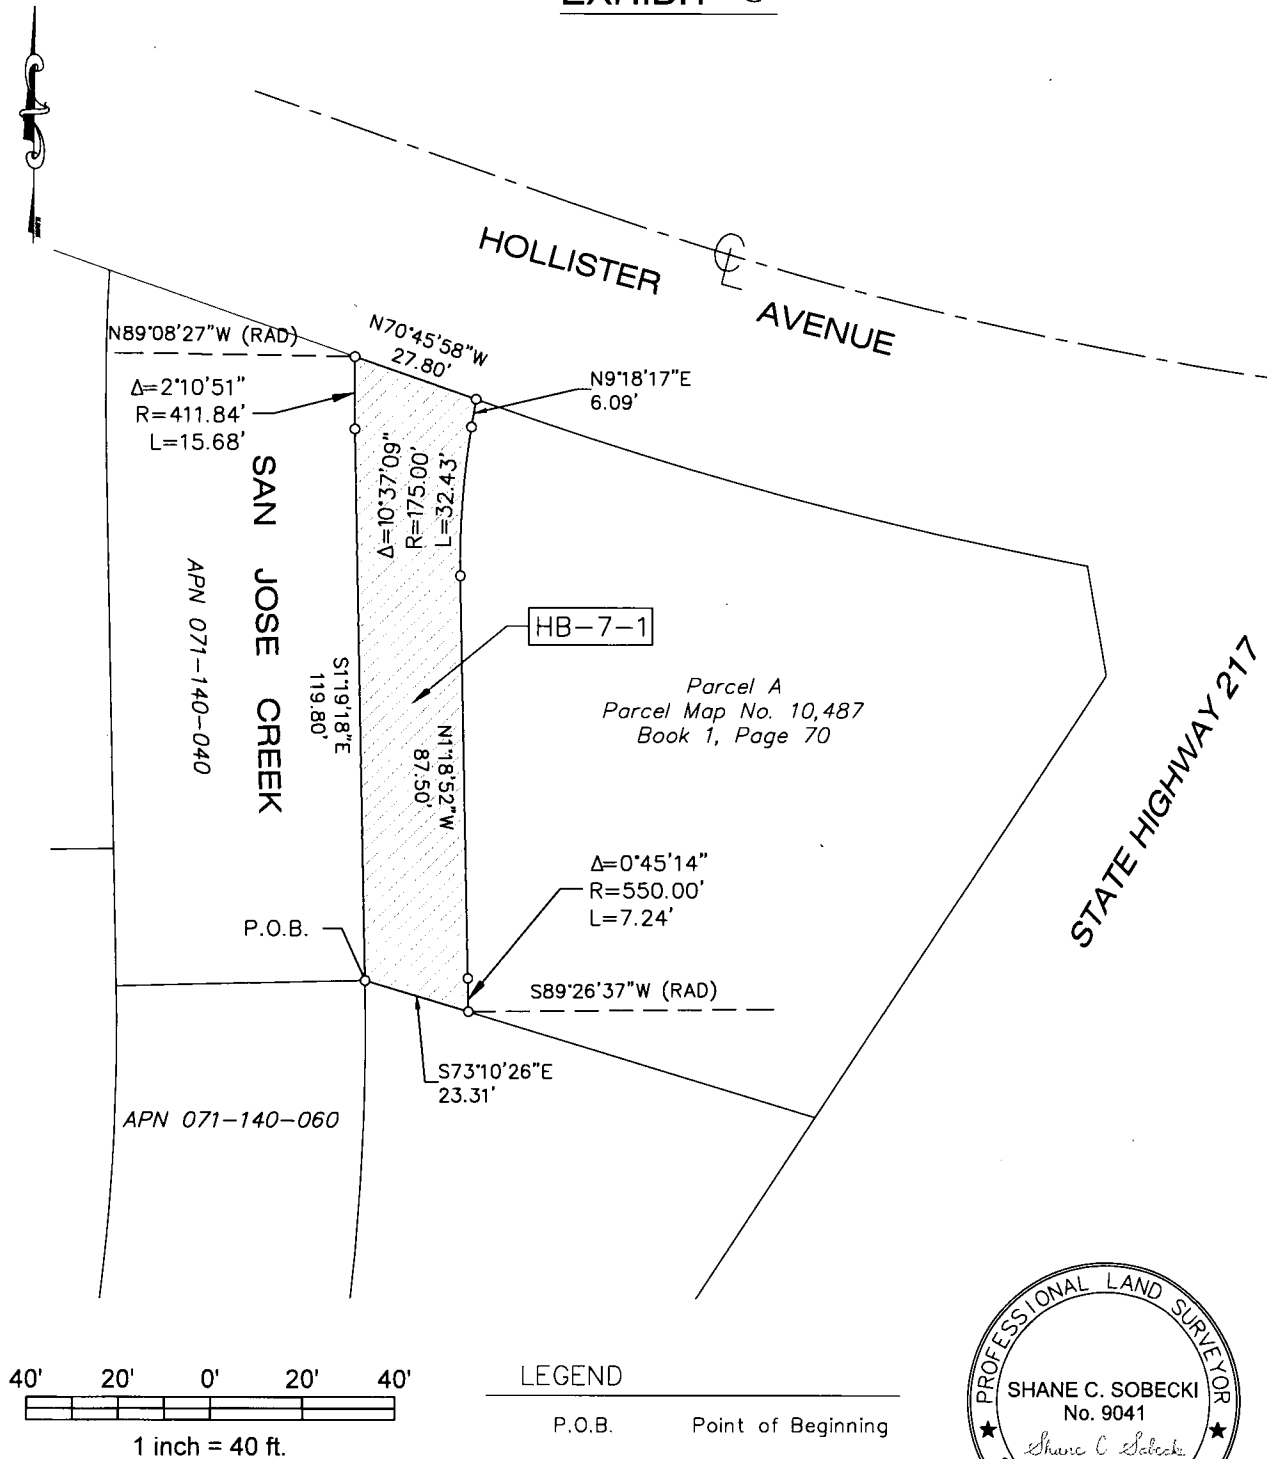 HOLLISTER
AVENUE
N89°08'27"W (RAD)
N70°45'58"W
27.80'
N9°18'17"E
6.09'
Δ=2°10'51"
R=411.84'
L=15.68'
Δ=10°37'09"
R=175.00'
L=32.43'
SAN JOSE CREEK
APN 071-140-040
HB-7-1
S1°19'18"E
119.80'
Parcel A
Parcel Map No. 10,487
Book 1, Page 70
N1°18'52"W
87.50'
STATE HIGHWAY 217
Δ=0°45'14"
R=550.00'
L=7.24'
P.O.B.
S89°26'37"W (RAD)
S73°10'26"E
23.31'
APN 071-140-060
40' 20' 0' 20' 40'
1 inch = 40 ft.
LEGEND
P.O.B. Point of Beginning
PROFESSIONAL LAND SURVEYOR
SHANE C. SOBECKI
No. 9041
Shane C Sobecki